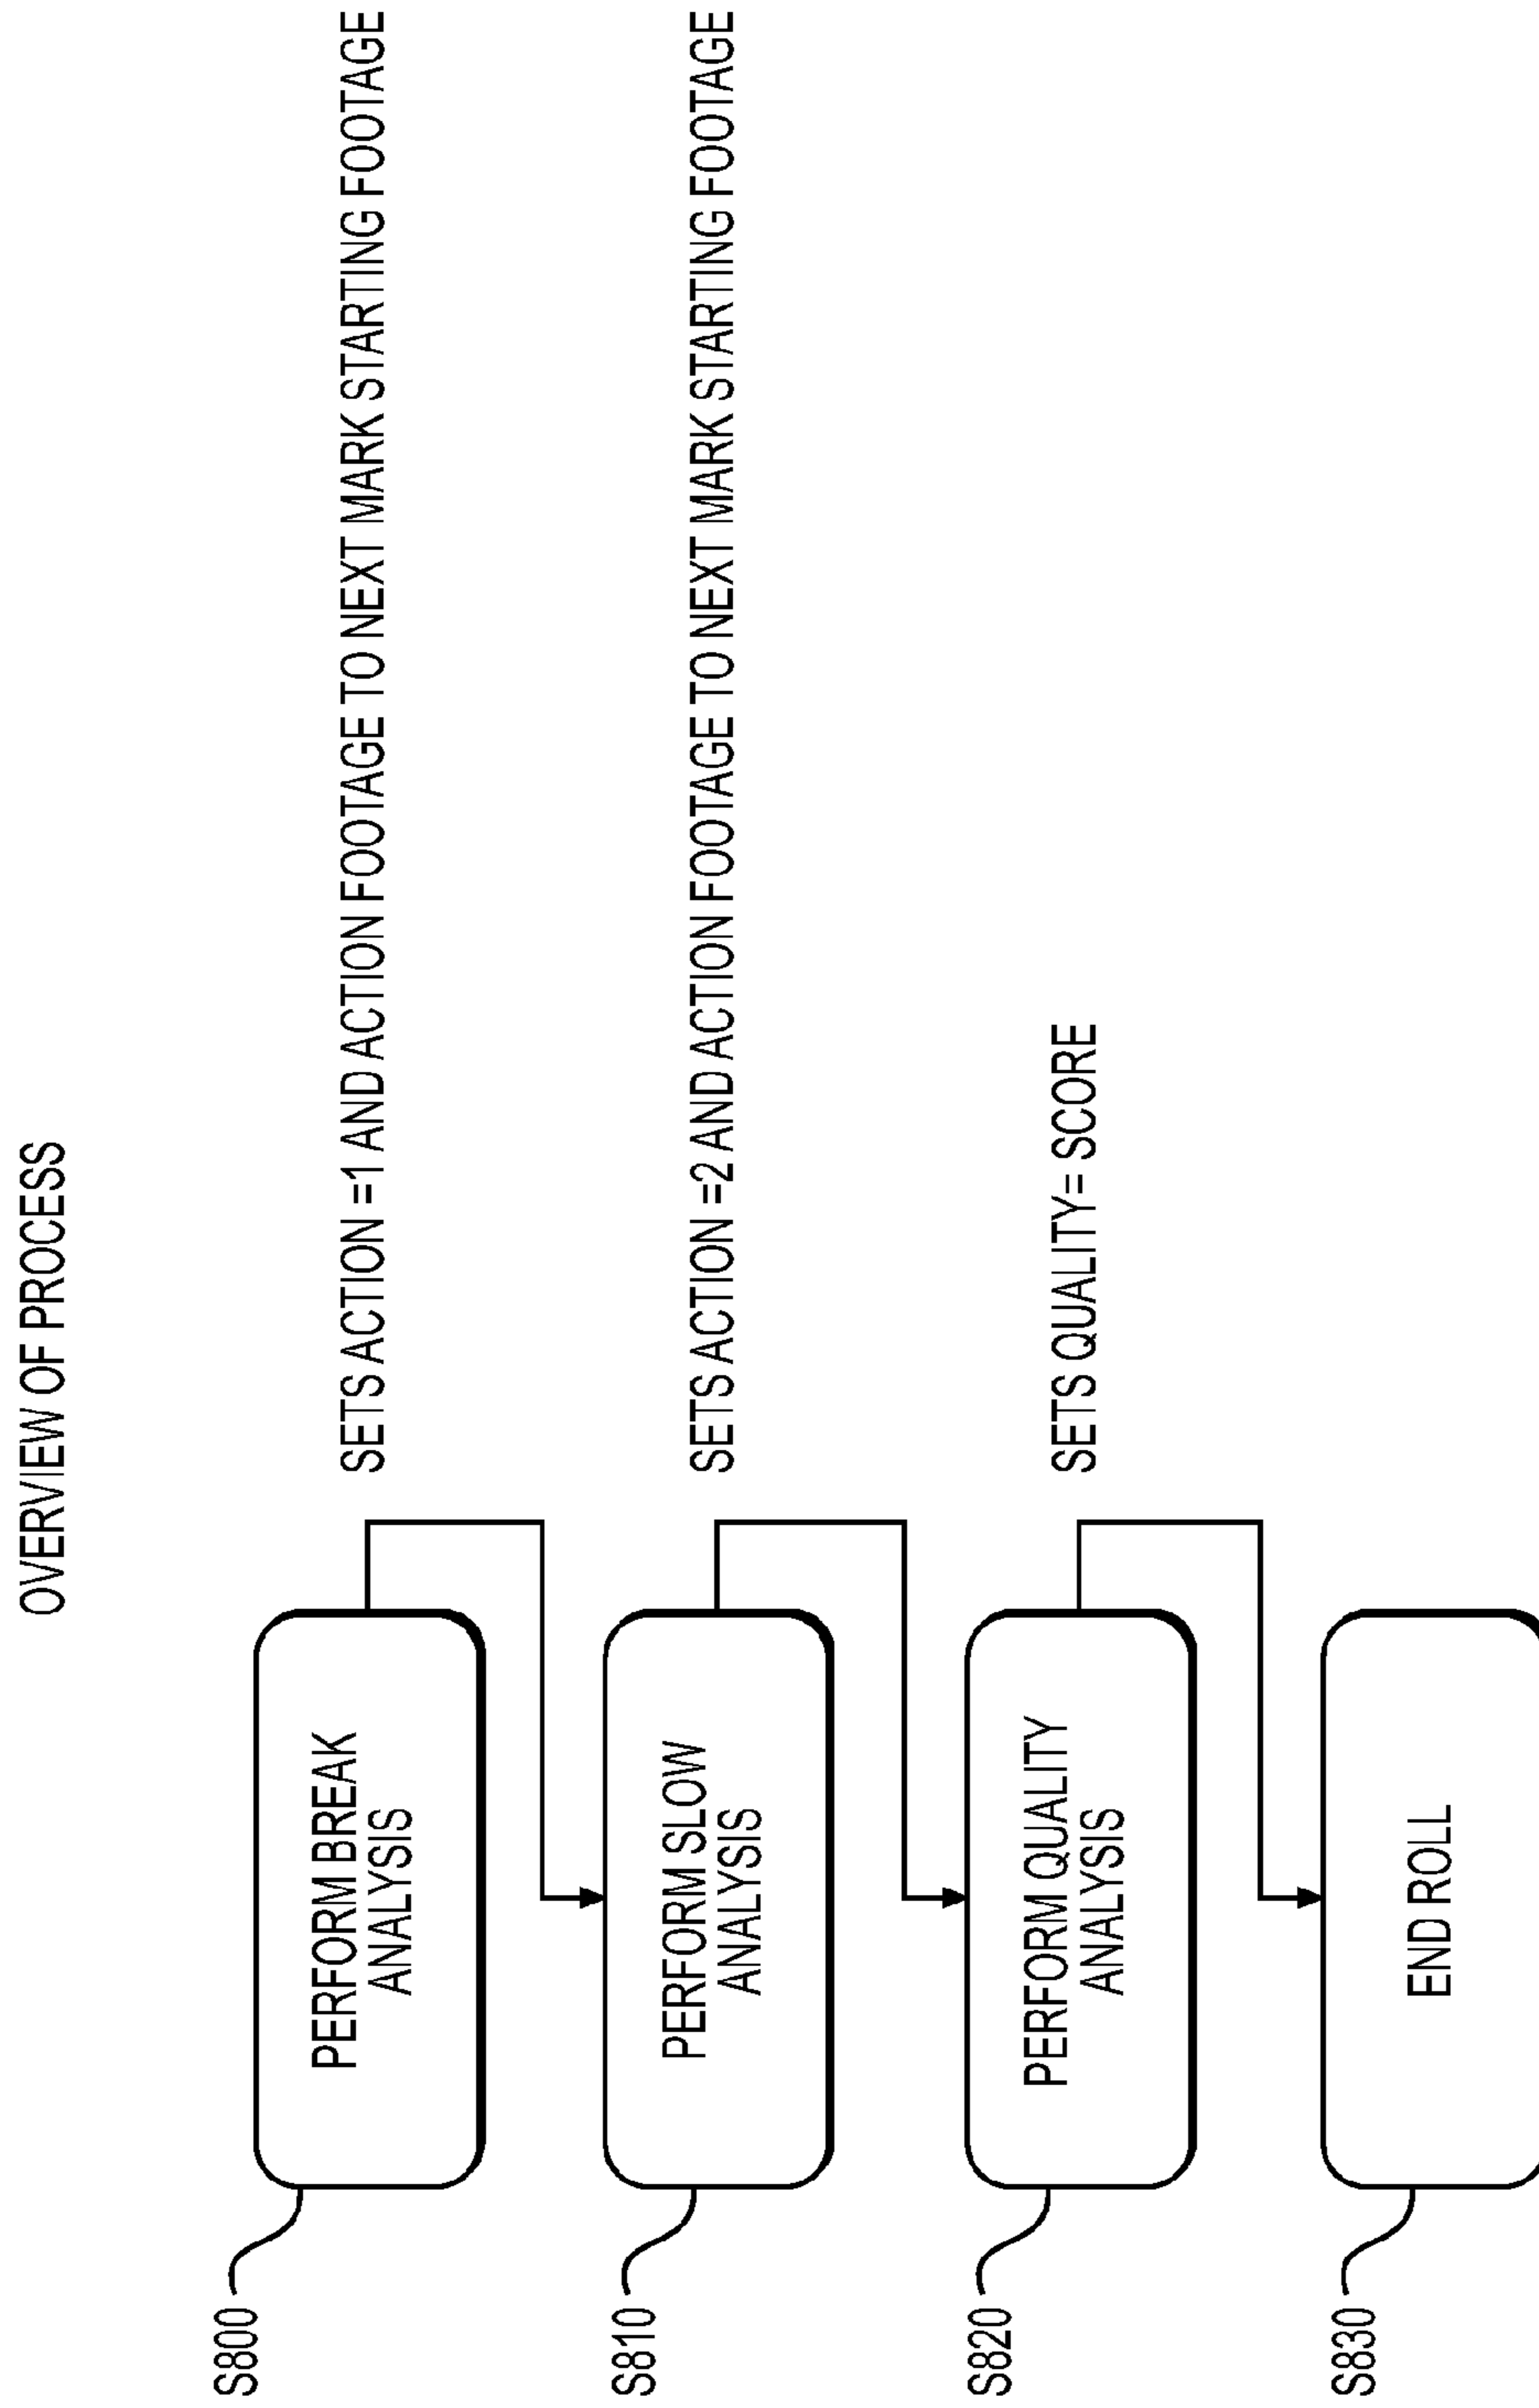 OVERVIEW OF PROCESS
S800
PERFORM BREAK
ANALYSIS
SETS ACTION =1 AND ACTION FOOTAGE TO NEXT MARK STARTING FOOTAGE
S810
PERFORM SLOW
ANALYSIS
SETS ACTION =2 AND ACTION FOOTAGE TO NEXT MARK STARTING FOOTAGE
S820
PERFORM QUALITY
ANALYSIS
SETS QUALITY= SCORE
S830
END ROLL